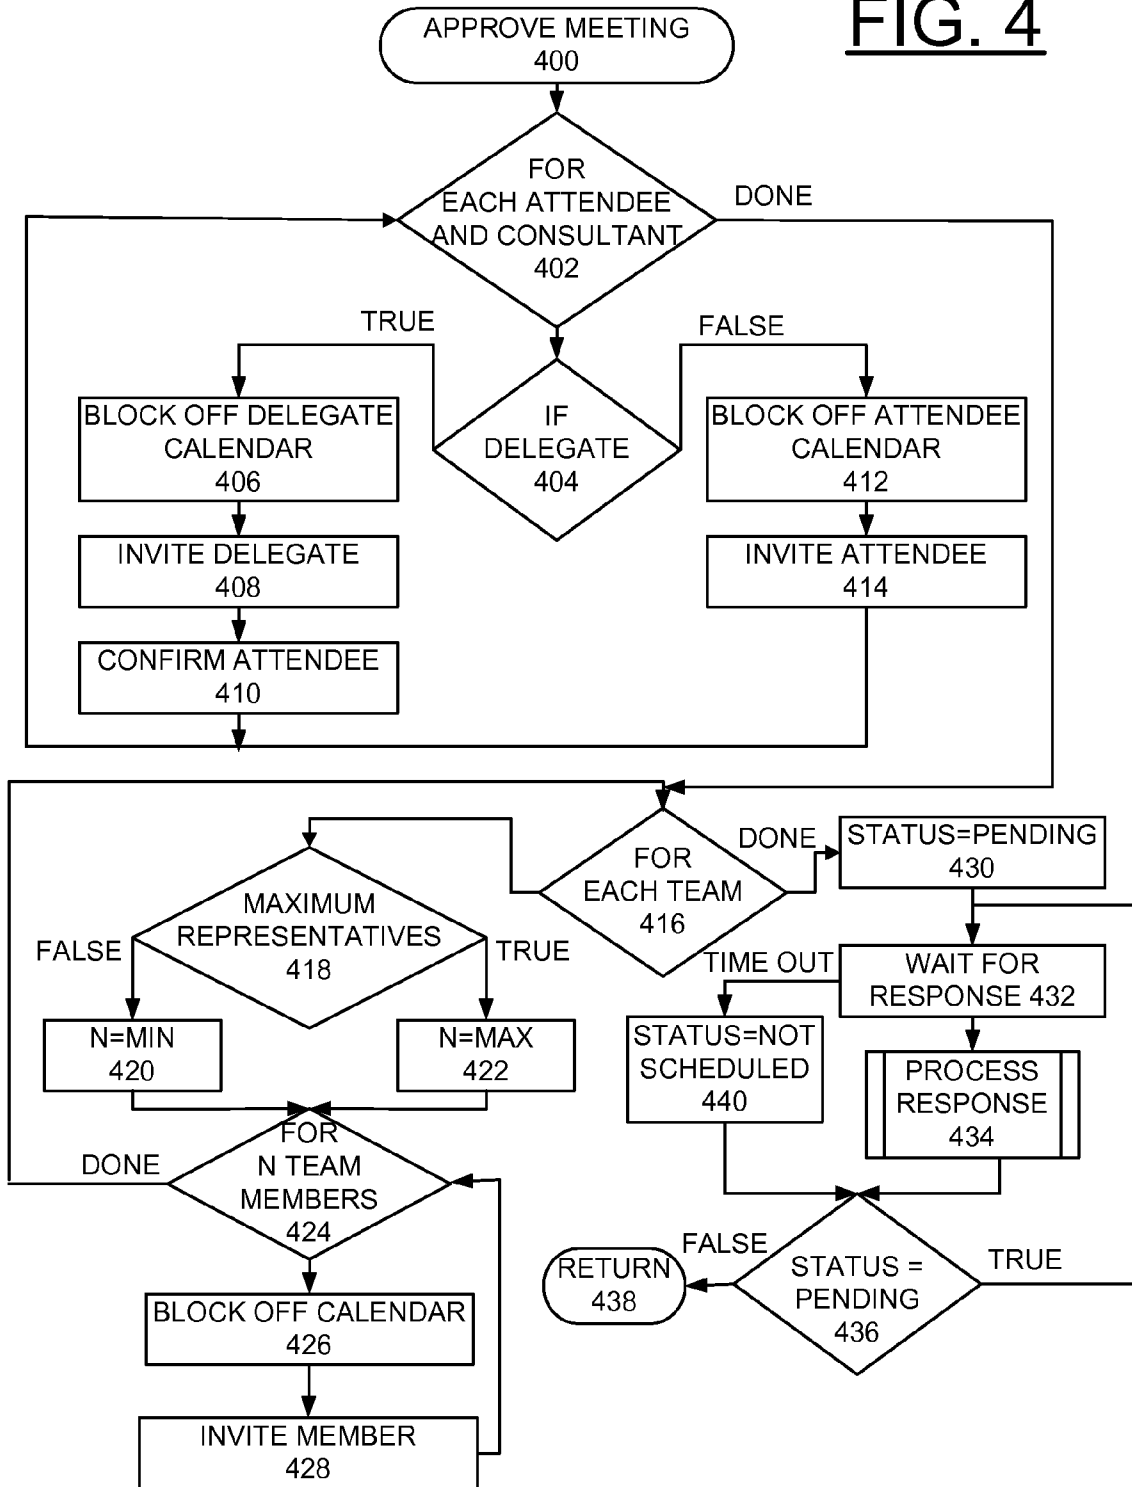 FIG. 4
APPROVE MEETING
400
FOR
EACH ATTENDEE
AND CONSULTANT
402
DONE
TRUE
FALSE
IF
DELEGATE
404
BLOCK OFF DELEGATE
CALENDAR
406
INVITE DELEGATE
408
CONFIRM ATTENDEE
410
BLOCK OFF ATTENDEE
CALENDAR
412
INVITE ATTENDEE
414
FOR
EACH TEAM
416
DONE
STATUS=PENDING
430
MAXIMUM
REPRESENTATIVES
418
FALSE
TRUE
N=MIN
420
N=MAX
422
FOR
N TEAM
MEMBERS
424
DONE
BLOCK OFF CALENDAR
426
INVITE MEMBER
428
WAIT FOR
RESPONSE 432
TIME OUT
STATUS=NOT
SCHEDULED
440
PROCESS
RESPONSE
434
STATUS =
PENDING
436
FALSE
TRUE
RETURN
438